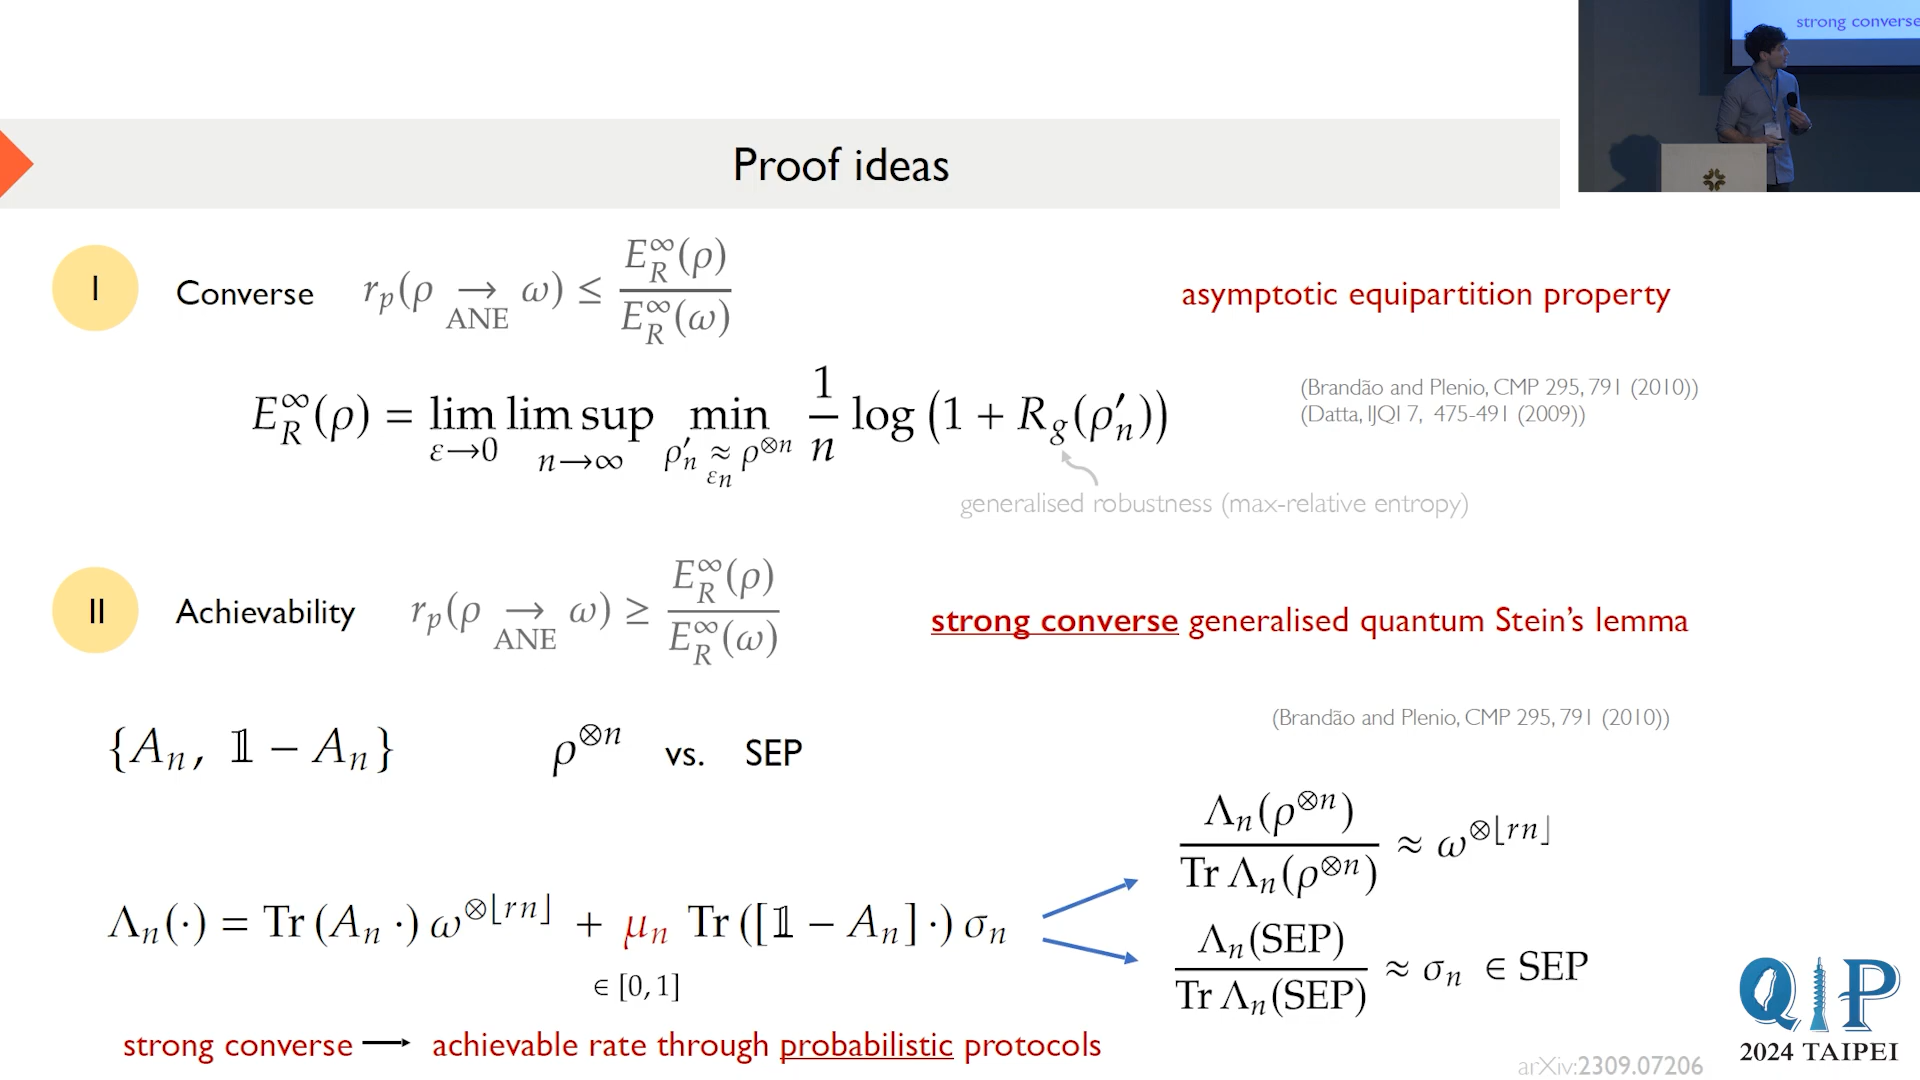 strong converse
Proof ideas
I Converse r_p(ρ →_ANE ω) ≤ E_R^∞(ρ) / E_R^∞(ω) asymptotic equipartition property
E_R^∞(ρ) = lim_{ε→0} lim sup_{n→∞} min_{ρ′_n ≈_{ε_n} ρ^{⊗n}} 1/n log (1 + R_g(ρ′_n))
(Brandão and Plenio, CMP 295, 791 (2010))
(Datta, IJQI 7, 475-491 (2009))
generalised robustness (max-relative entropy)
II Achievability r_p(ρ →_ANE ω) ≥ E_R^∞(ρ) / E_R^∞(ω) strong converse generalised quantum Stein's lemma
(Brandão and Plenio, CMP 295, 791 (2010))
{A_n, 𝟙 − A_n} ρ^{⊗n} vs. SEP
Λ_n(ρ^{⊗n}) / Tr Λ_n(ρ^{⊗n}) ≈ ω^{⊗⌊rn⌋}
Λ_n(·) = Tr (A_n ·) ω^{⊗⌊rn⌋} + μ_n Tr ([𝟙 − A_n] ·) σ_n
∈ [0, 1]
Λ_n(SEP) / Tr Λ_n(SEP) ≈ σ_n ∈ SEP
strong converse ⟶ achievable rate through probabilistic protocols
arXiv:2309.07206
QIP
2024 TAIPEI